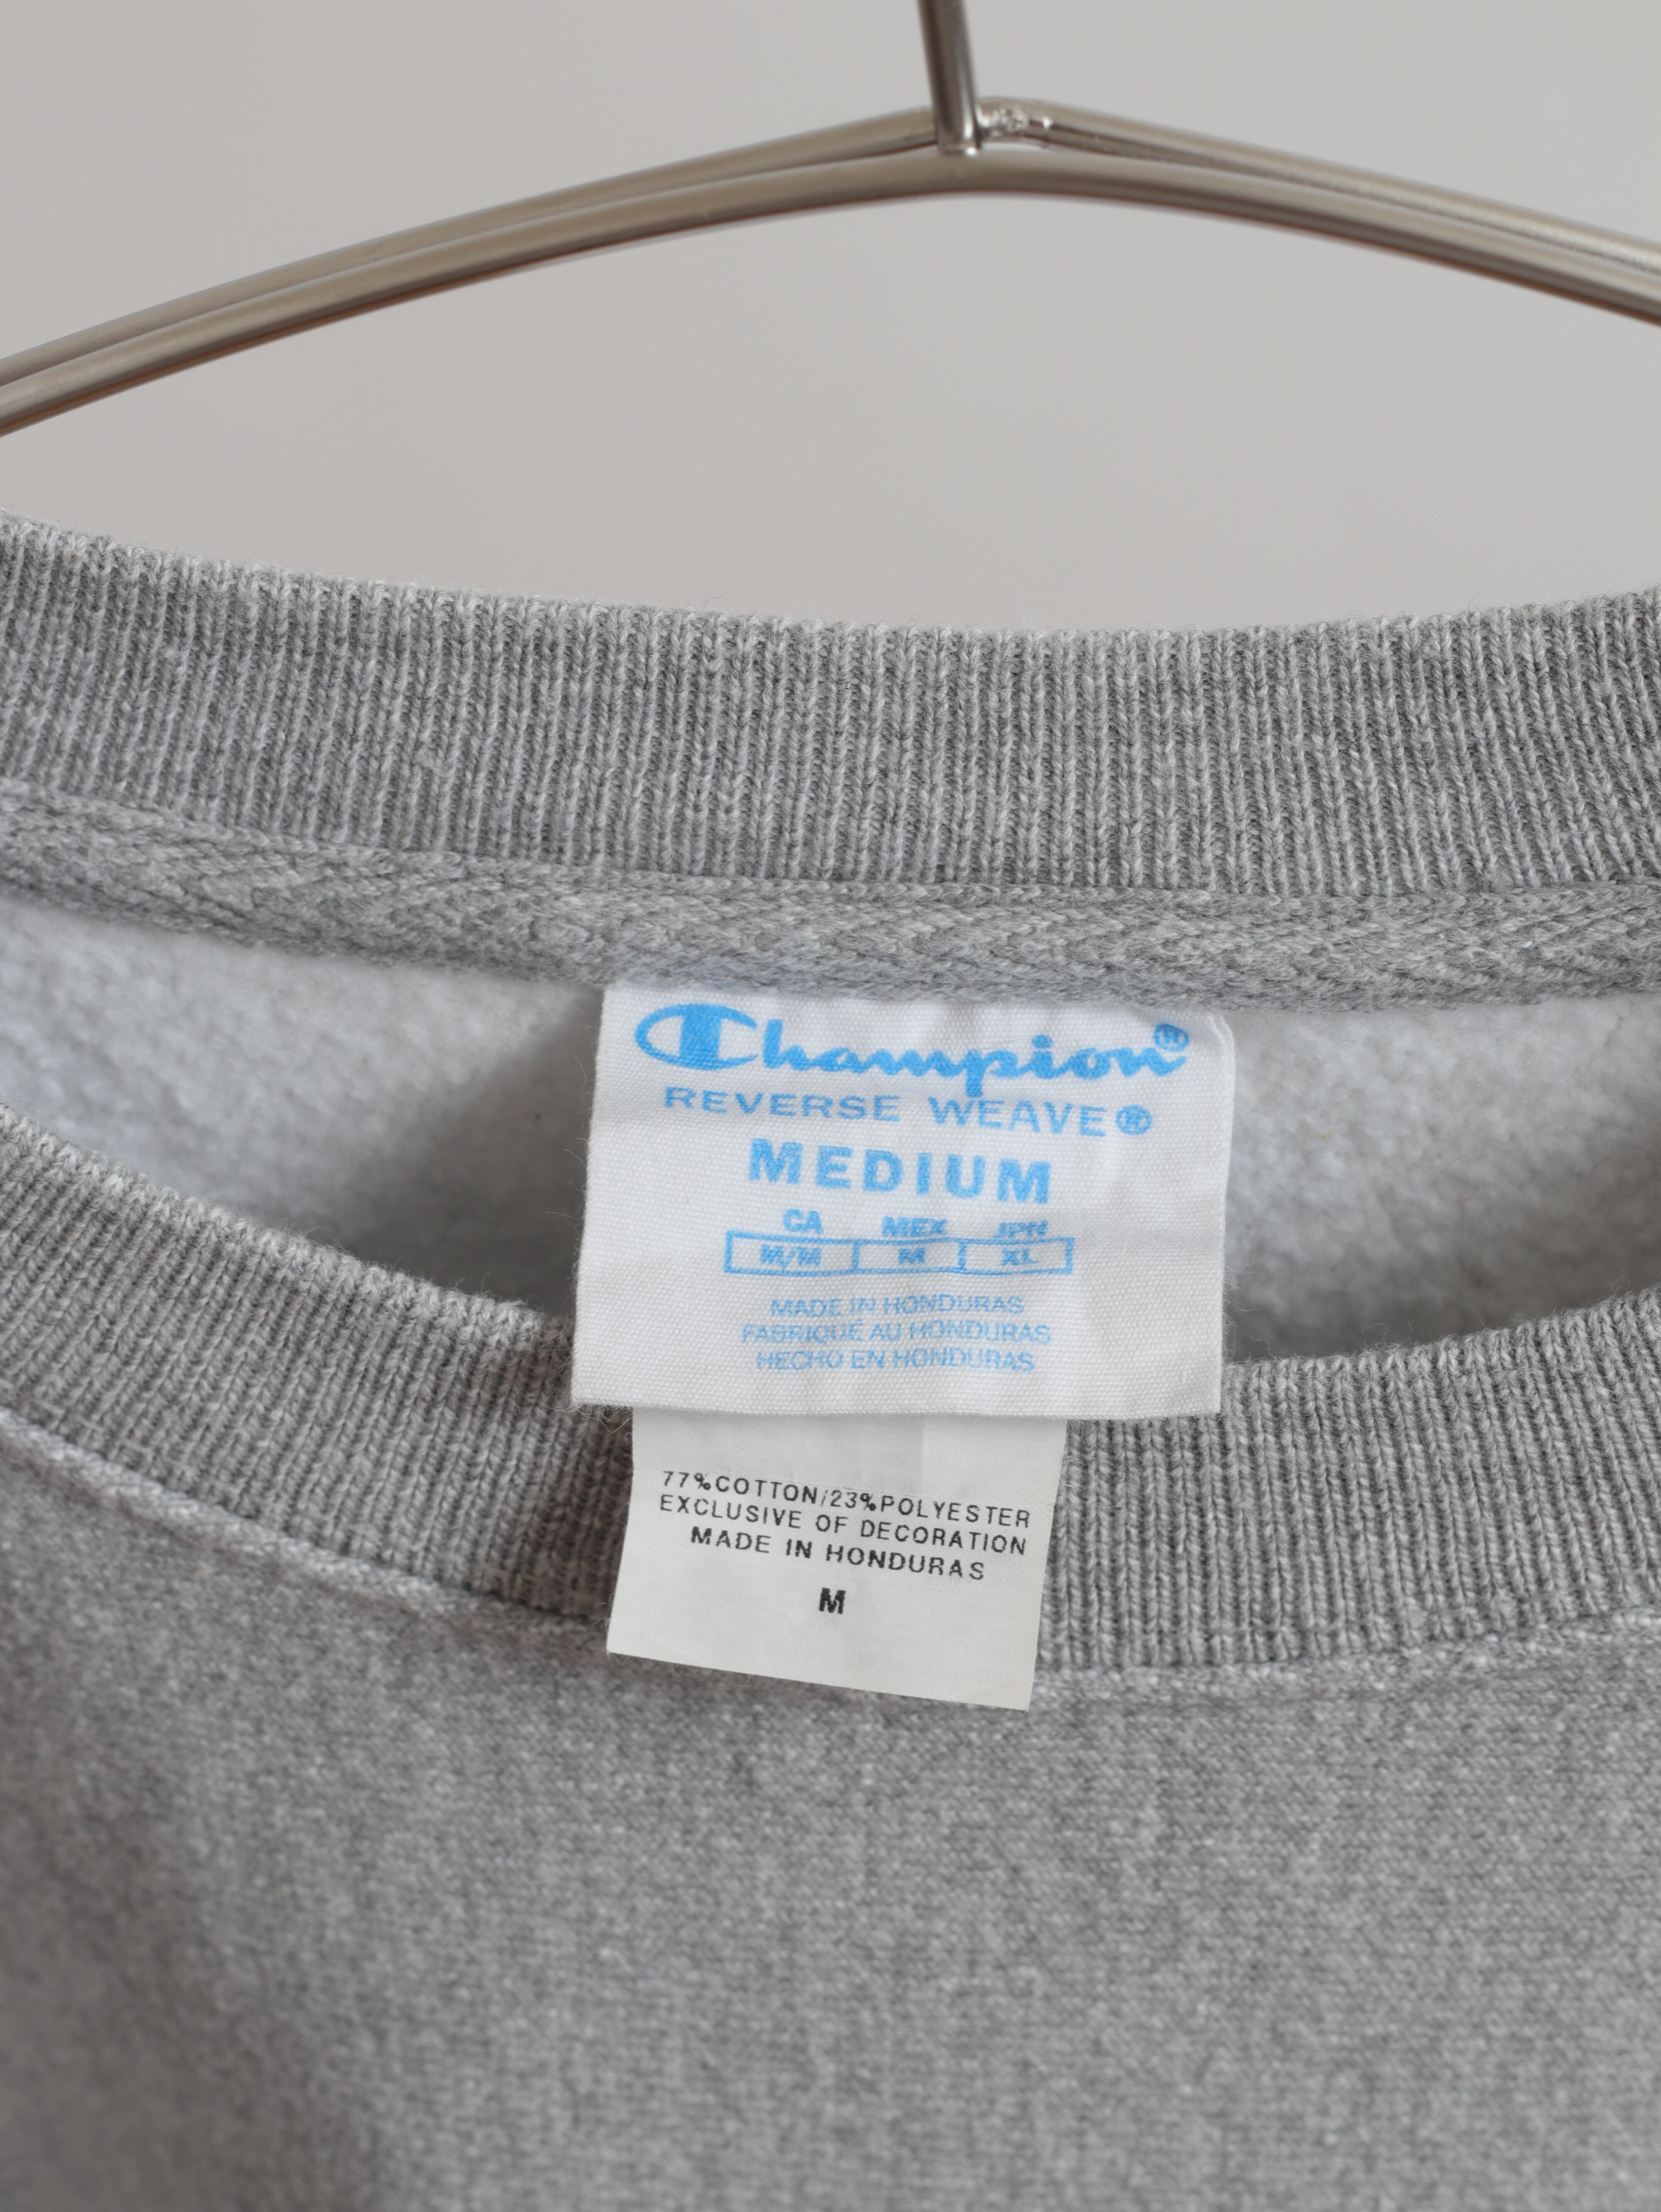 Champion®
REVERSE WEAVE®
MEDIUM
CA MEX JPN
M/M M XL
MADE IN HONDURAS
FABRIQUÉ AU HONDURAS
HECHO EN HONDURAS
77%COTTON/23%POLYESTER
EXCLUSIVE OF DECORATION
MADE IN HONDURAS
M